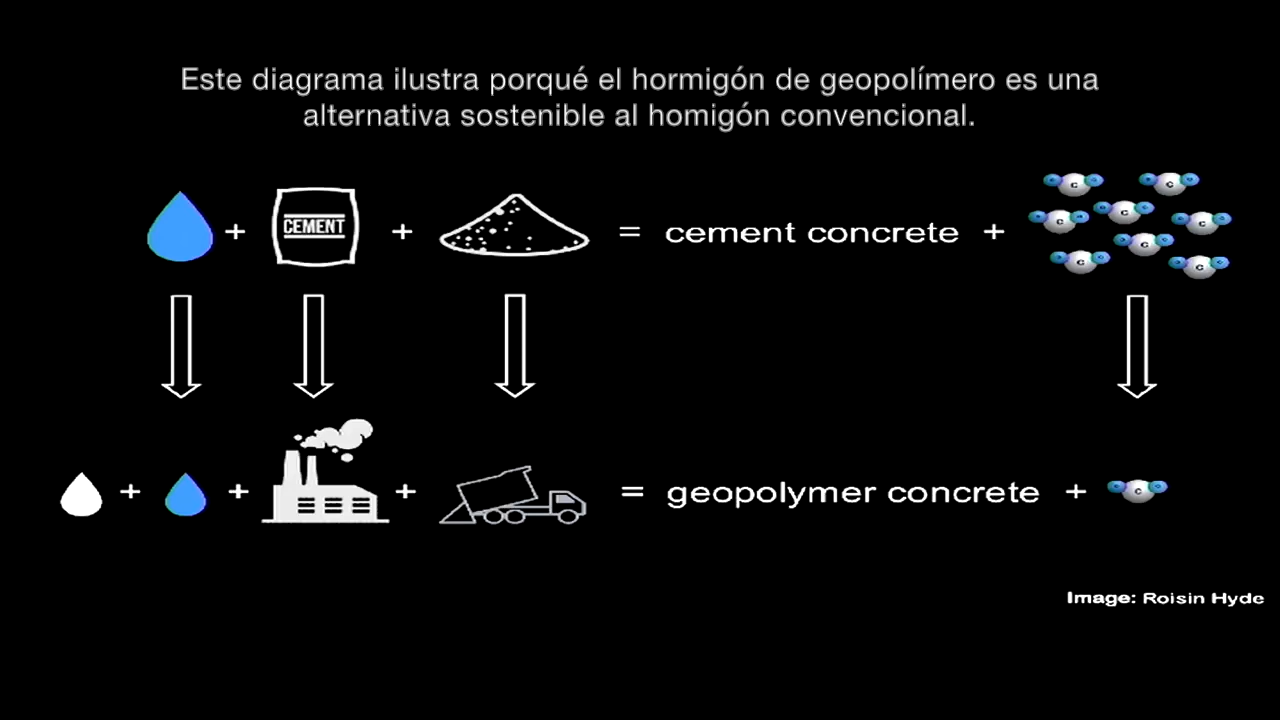 Este diagrama ilustra porqué el hormigón de geopolímero es una
alternativa sostenible al homigón convencional.
+ CEMENT + = cement concrete +
+ + + = geopolymer concrete +
Image: Roisin Hyde